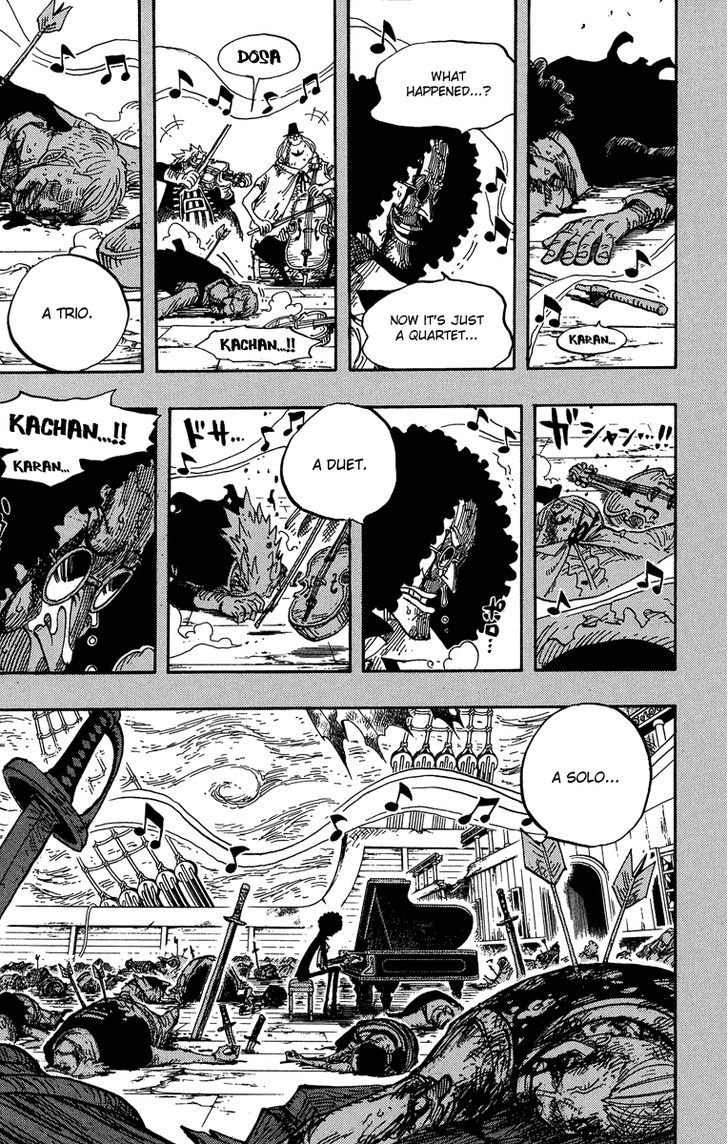 KARAN...
WHAT
HAPPENED...?
NOW IT'S JUST
A QUARTET...
DOSA
KACHAN...!!
A TRIO.
ガシャン…!!
A DUET.
ドサ…
KACHAN...!!
KARAN...
A SOLO...